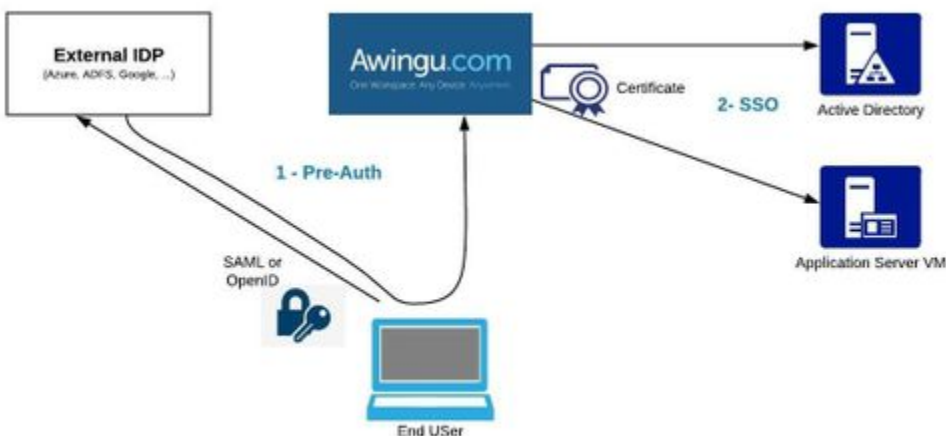 External IDP
(Azure, ADFS, Google, ...)
Awingu.com
One Workspace. Any Device. Anywhere.
Certificate
2- SSO
Active Directory
1 - Pre-Auth
SAML or
OpenID
Application Server VM
End USer